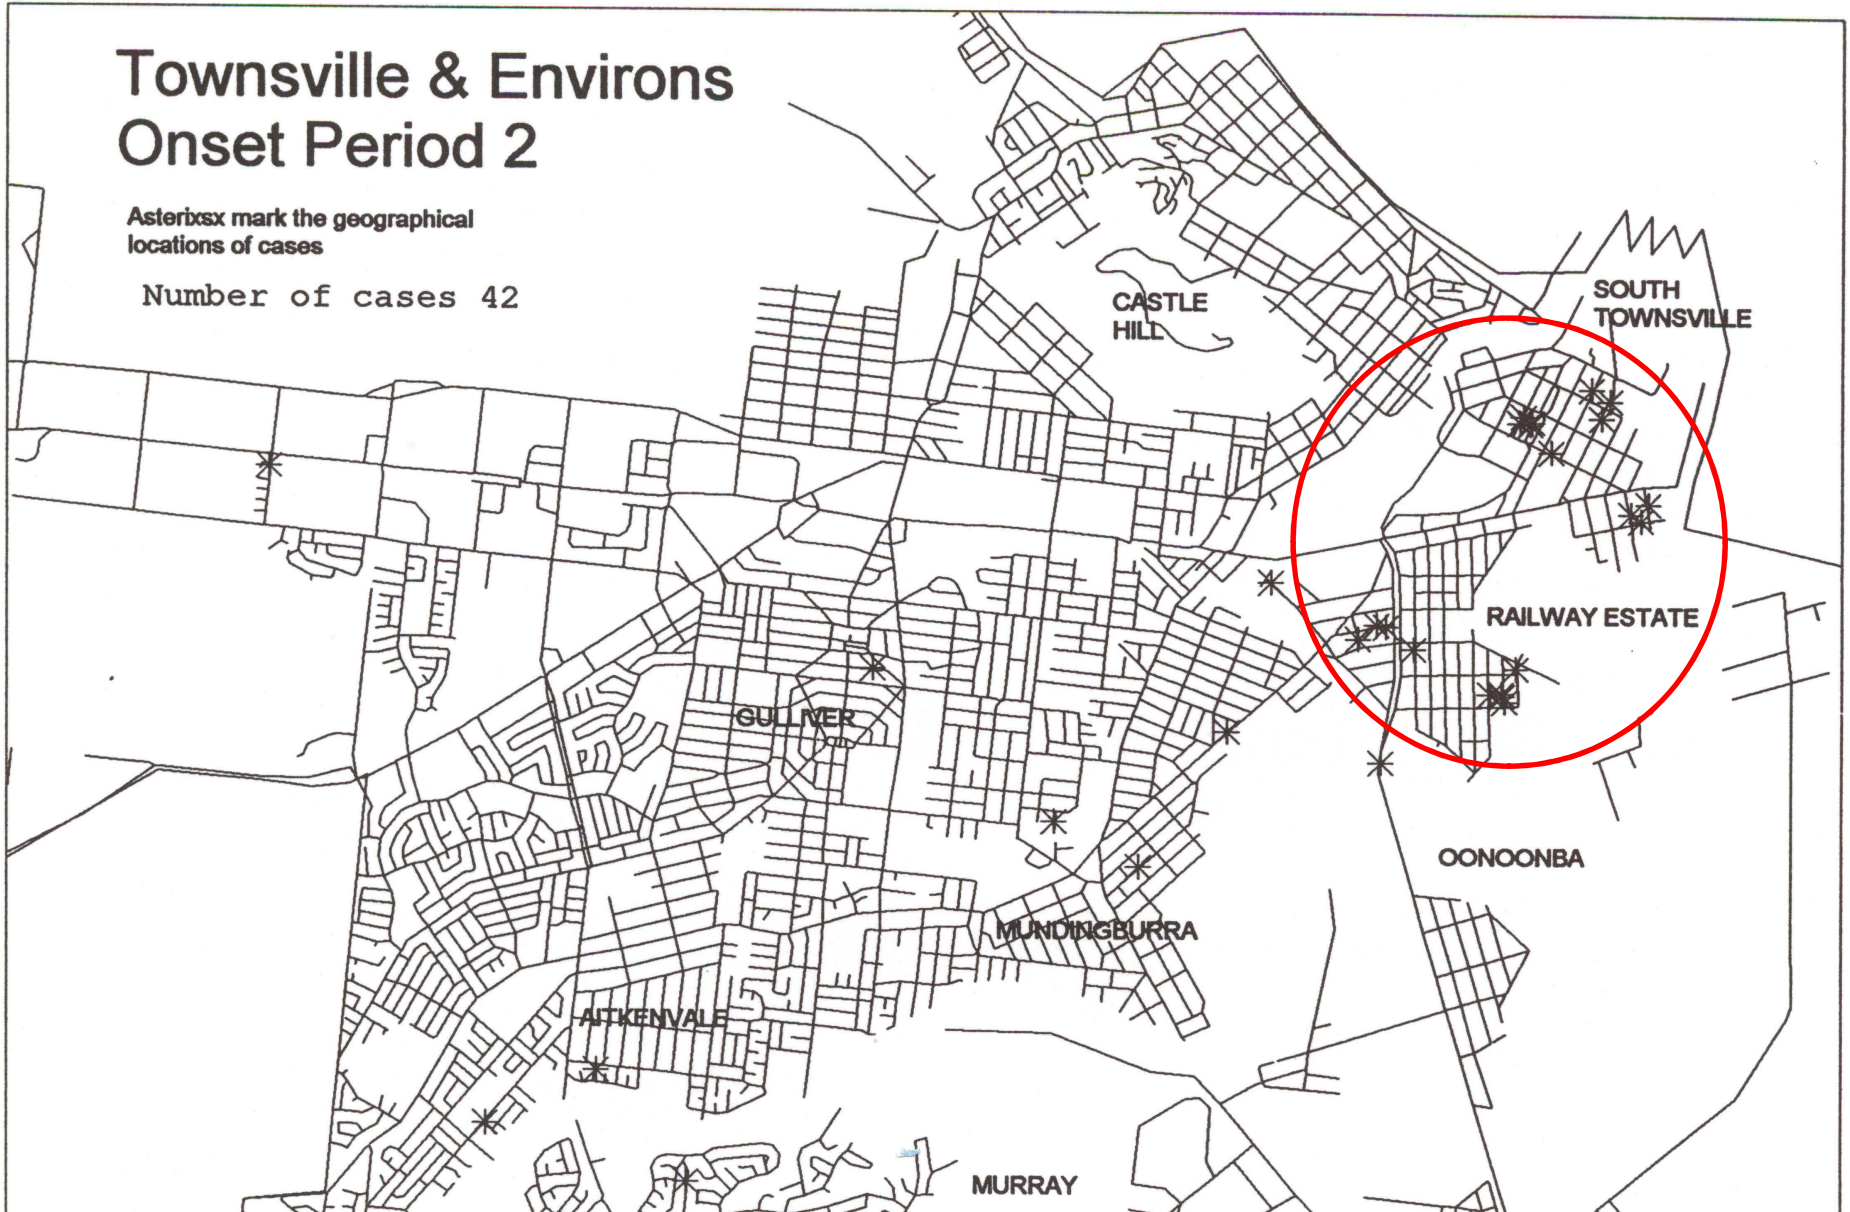 Townsville & Environs
Onset Period 2
Asterixsx mark the geographical
locations of cases
Number of cases 42
SOUTH
TOWNSVILLE
CASTLE
HILL
RAILWAY ESTATE
GULLIVER
OONOONBA
MUNDINGBURRA
AITKENVALE
MURRAY